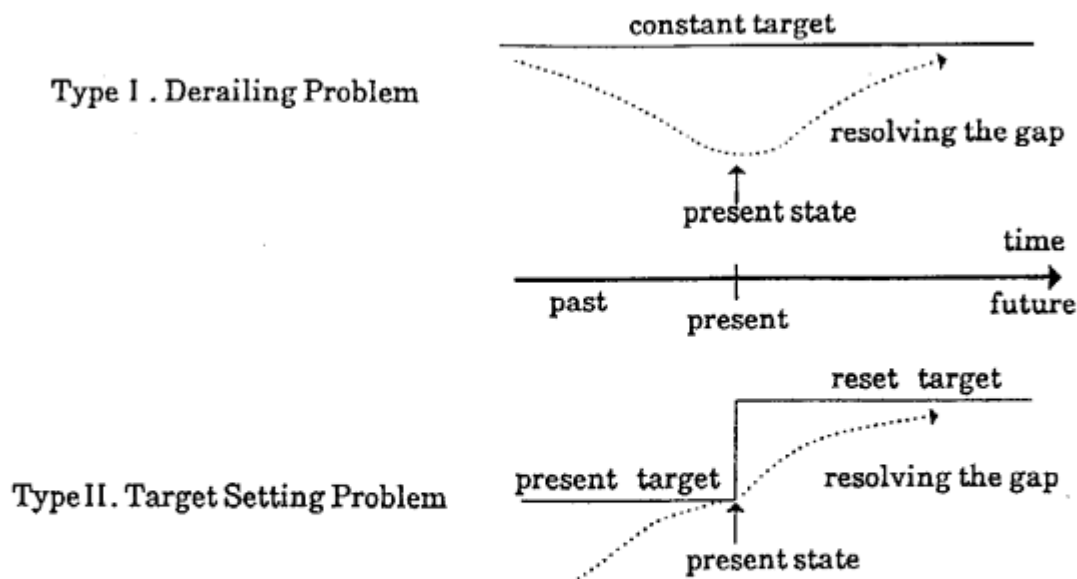 constant target
Type I . Derailing Problem
resolving the gap
present state
time
past
present
future
reset target
present target
resolving the gap
Type II. Target Setting Problem
present state